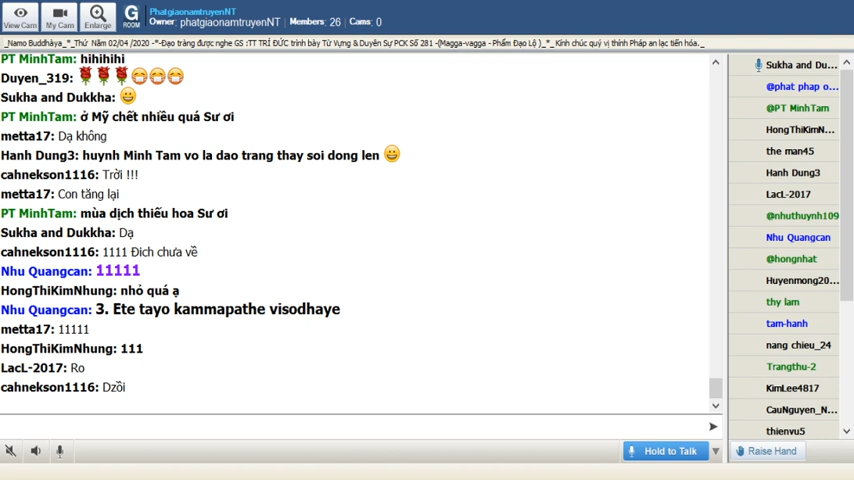 View Cam
My Cam
Enlarge
G ROOM
PhatgiaonamtruyenNT
Owner: phatgiaonamtruyenNT Members: 26 Cams: 0
_Namo Buddhàya_*_Thứ Năm 02/04 /2020 -*-Đạo tràng được nghe GS :TT TRÍ ĐỨC trình bày Từ Vựng & Duyên Sự PCK Số 281 -(Magga-vagga - Phẩm Đạo Lộ )_*_ Kính chúc quý vị thính Pháp an lạc tiến hóa._
PT MinhTam: hihihihi
Duyen_319:
Sukha and Dukkha:
PT MinhTam: ở Mỹ chết nhiều quá Sư ơi
metta17: Dạ không
Hanh Dung3: huynh Minh Tam vo la dao trang thay soi dong len
cahnekson1116: Trời !!!
metta17: Con tăng lại
PT MinhTam: mùa dịch thiếu hoa Sư ơi
Sukha and Dukkha: Dạ
cahnekson1116: 1111 Đich chưa về
Nhu Quangcan: 11111
HongThiKimNhung: nhỏ quá ạ
Nhu Quangcan: 3. Ete tayo kammapathe visodhaye
metta17: 11111
HongThiKimNhung: 111
LacL-2017: Ro
cahnekson1116: Dzồi
Hold to Talk
Sukha and Du...
@phat phap o...
@PT MinhTam
HongThiKimN...
the man45
Hanh Dung3
LacL-2017
@nhuthuynh109
Nhu Quangcan
@hongnhat
Huyenmong20...
thy lam
tam-hanh
nang chieu_24
Trangthu-2
KimLee4817
CauNguyen_N...
thienvu5
Raise Hand